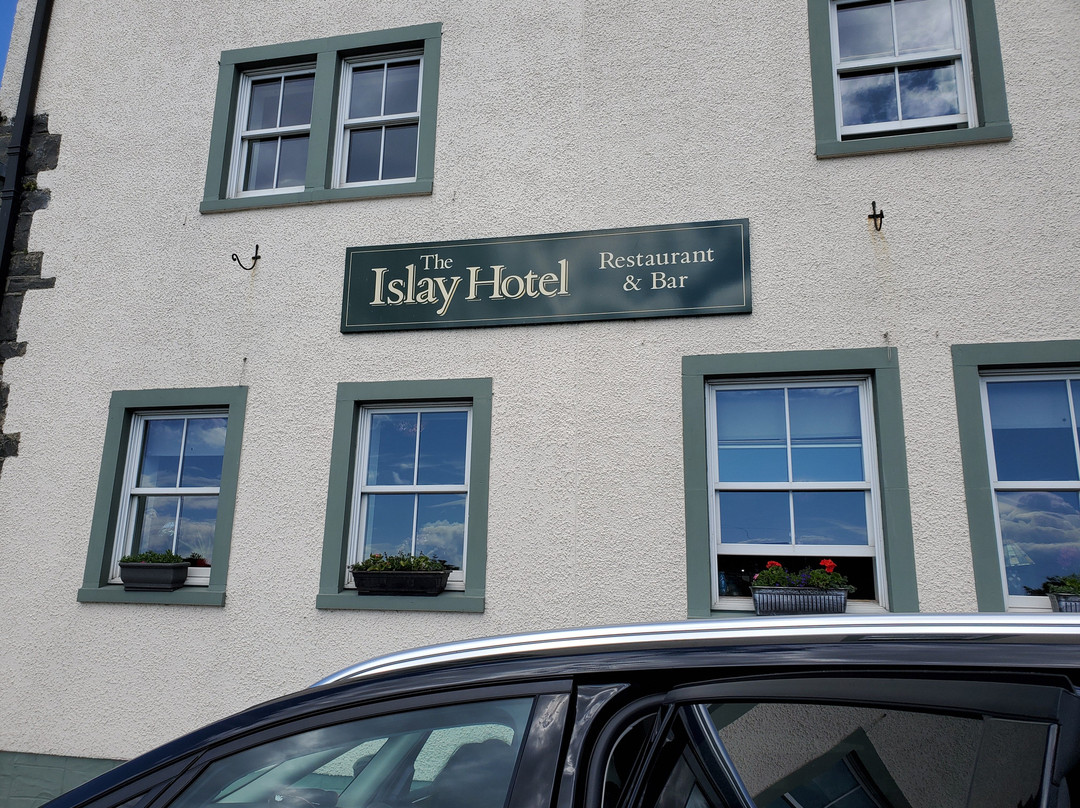 The
Islay Hotel
Restaurant
& Bar